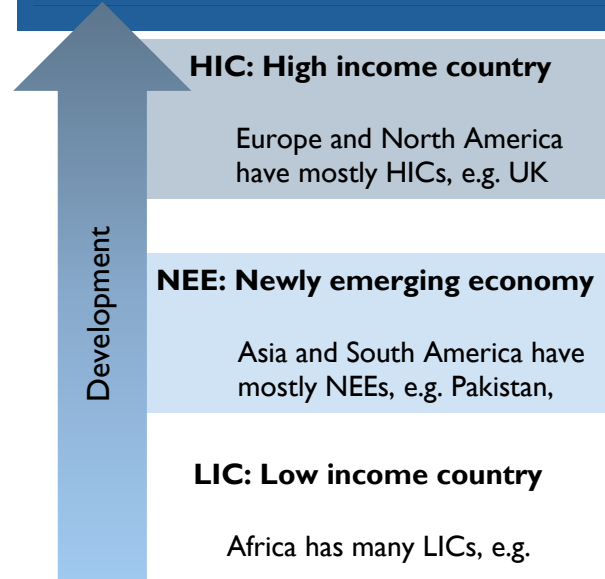 HIC: High income country
Europe and North America
have mostly HICs, e.g. UK
Development
NEE: Newly emerging economy
Asia and South America have
mostly NEEs, e.g. Pakistan,
LIC: Low income country
Africa has many LICs, e.g.